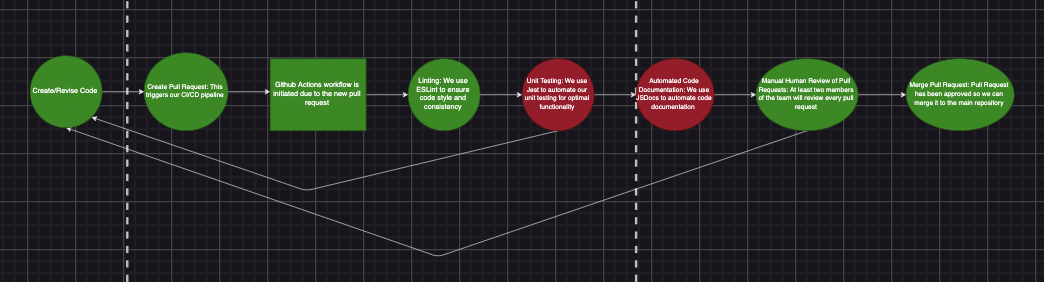 Create/Revise Code
Create Pull Request: This
triggers our CI/CD pipeline
Github Actions workflow is
initiated due to the new pull
request
Linting: We use
ESLint to ensure
code style and
consistency
Unit Testing: We use
Jest to automate our
unit testing for optimal
functionality
Automated Code
Documentation: We use
JSDocs to automate code
documentation
Manual Human Review of Pull
Requests: At least two members
of the team will review every pull
request
Merge Pull Request: Pull Request
has been approved so we can
merge it to the main repository